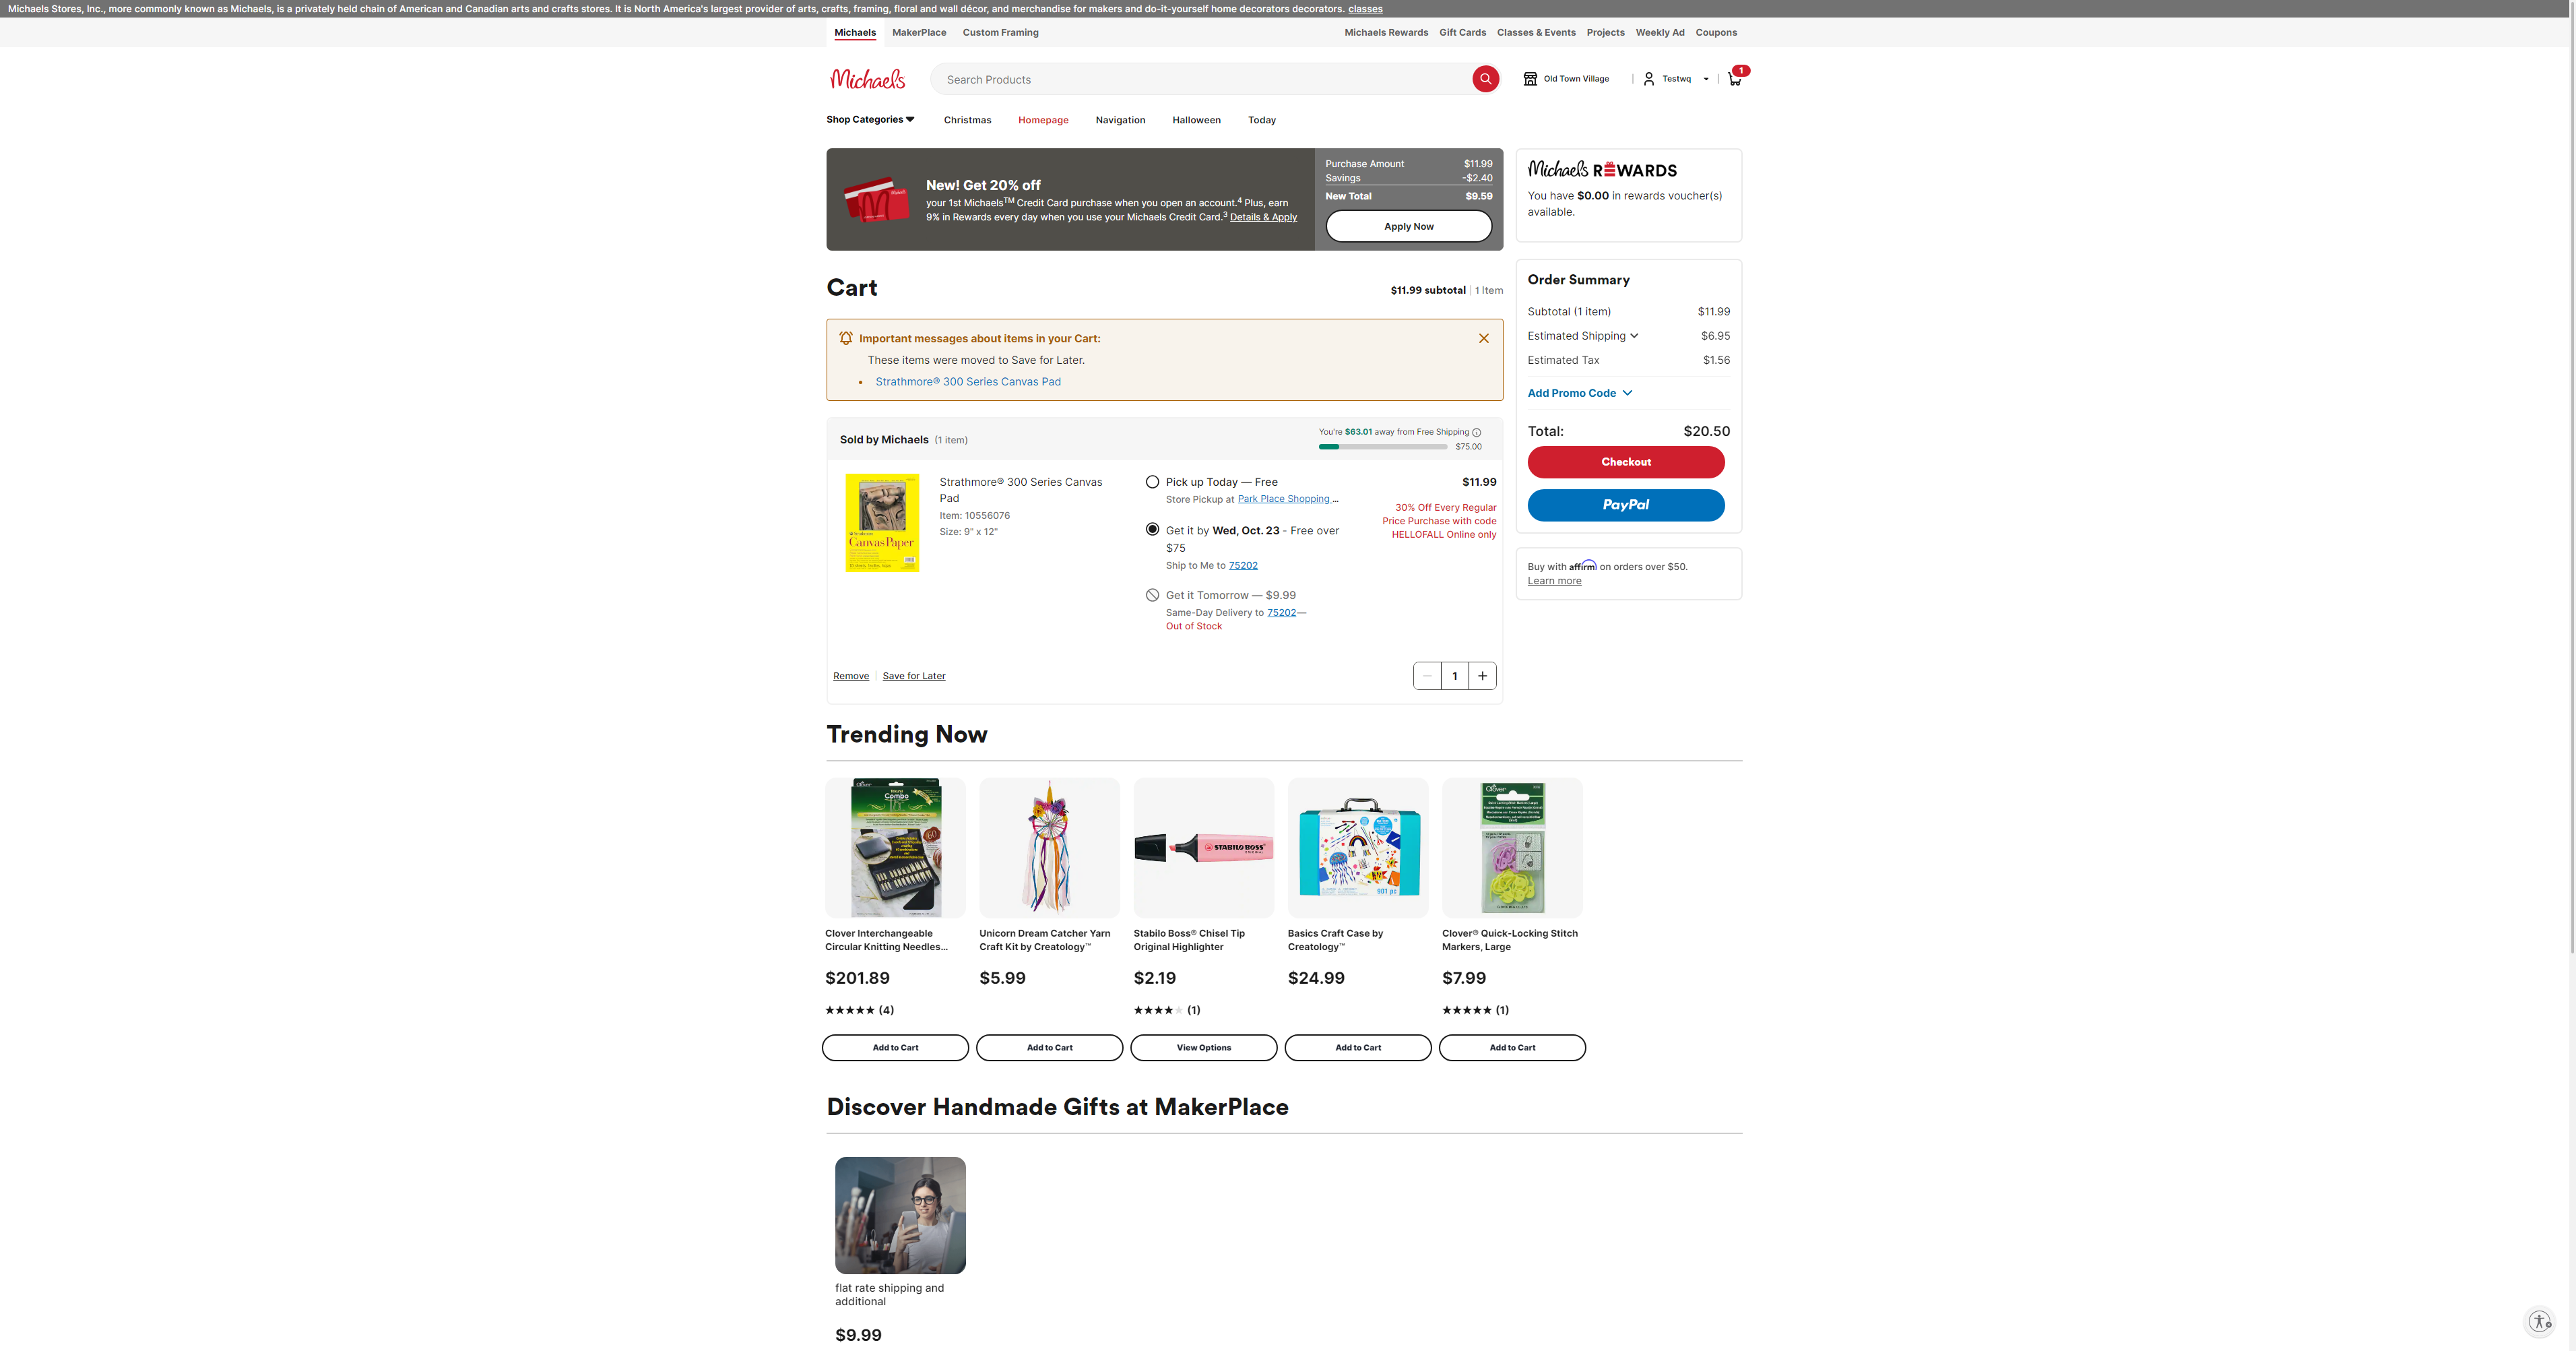 Michaels Stores, Inc., more commonly known as Michaels, is a privately held chain of American and Canadian arts and crafts stores. It is North America's largest provider of arts, crafts, framing, floral and wall décor, and merchandise for makers and do-it-yourself home decorators decorators. classes
Michaels MakerPlace Custom Framing Michaels Rewards Gift Cards Classes & Events Projects Weekly Ad Coupons
Michaels Search Products Old Town Village | Testwq | 1
Shop Categories Christmas Homepage Navigation Halloween Today
New! Get 20% off
your 1st Michaels™ Credit Card purchase when you open an account.⁴ Plus, earn
9% in Rewards every day when you use your Michaels Credit Card.³ Details & Apply
Purchase Amount $11.99
Savings -$2.40
New Total $9.59
Apply Now
Michaels REWARDS
You have $0.00 in rewards voucher(s)
available.
Cart $11.99 subtotal | 1 Item
Important messages about items in your Cart:
These items were moved to Save for Later.
• Strathmore® 300 Series Canvas Pad
Order Summary
Subtotal (1 item) $11.99
Estimated Shipping $6.95
Estimated Tax $1.56
Add Promo Code
Total: $20.50
Checkout
PayPal
Buy with affirm on orders over $50.
Learn more
Sold by Michaels (1 item)
You're $63.01 away from Free Shipping
$75.00
Canvas Paper
Strathmore® 300 Series Canvas
Pad
Item: 10556076
Size: 9" x 12"
Pick up Today — Free
Store Pickup at Park Place Shopping ...
Get it by Wed, Oct. 23 - Free over
$75
Ship to Me to 75202
Get it Tomorrow — $9.99
Same-Day Delivery to 75202—
Out of Stock
$11.99
30% Off Every Regular
Price Purchase with code
HELLOFALL Online only
Remove | Save for Later
1
Trending Now
Clover
Combo
STABILO BOSS
901 pc
Clover
Clover Interchangeable
Circular Knitting Needles...
$201.89
(4)
Add to Cart
Unicorn Dream Catcher Yarn
Craft Kit by Creatology™
$5.99
Add to Cart
Stabilo Boss® Chisel Tip
Original Highlighter
$2.19
(1)
View Options
Basics Craft Case by
Creatology™
$24.99
Add to Cart
Clover® Quick-Locking Stitch
Markers, Large
$7.99
(1)
Add to Cart
Discover Handmade Gifts at MakerPlace
flat rate shipping and
additional
$9.99